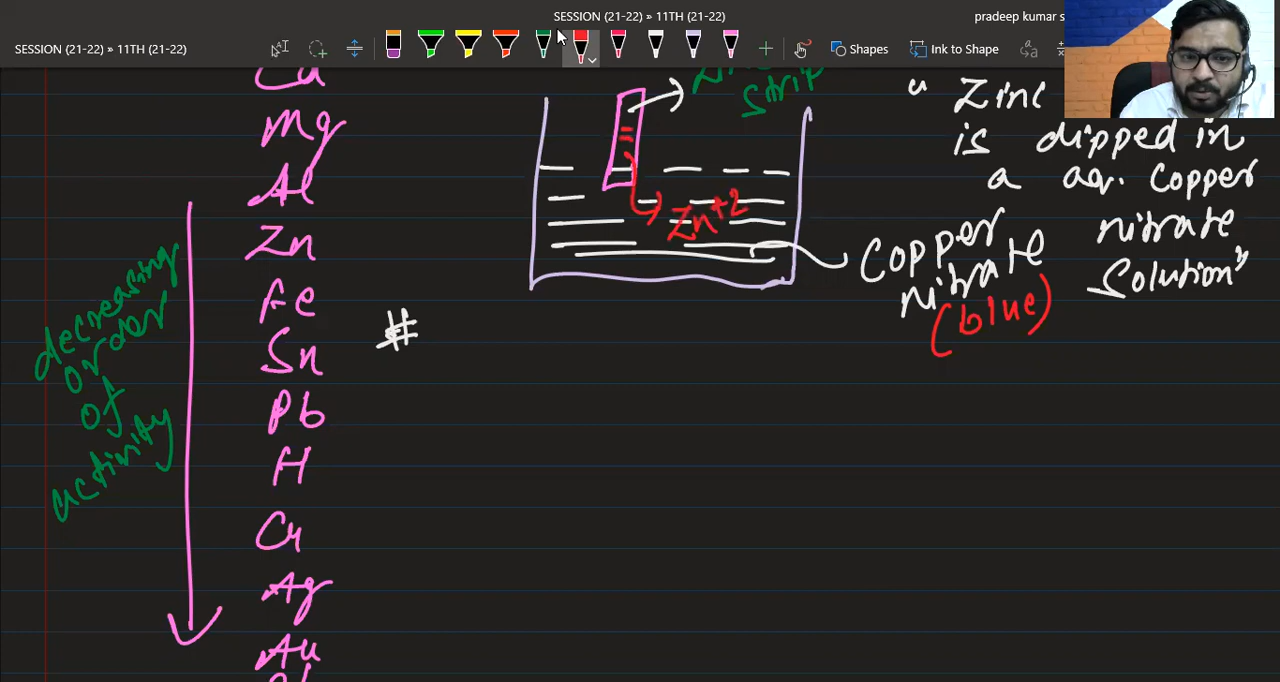 SESSION (21-22) » 11TH (21-22)
pradeep kumar s
SESSION (21-22) » 11TH (21-22)
Shapes
Ink to Shape
Ca
Mg
Al
Zn
Fe
Sn
Pb
H
Cu
Ag
Au
decreasing
order
of
activity
#
strip
Zn+2
Copper
nitrate
(blue)
" Zinc
is dipped in
a aq. Copper
nitrate
Solution"